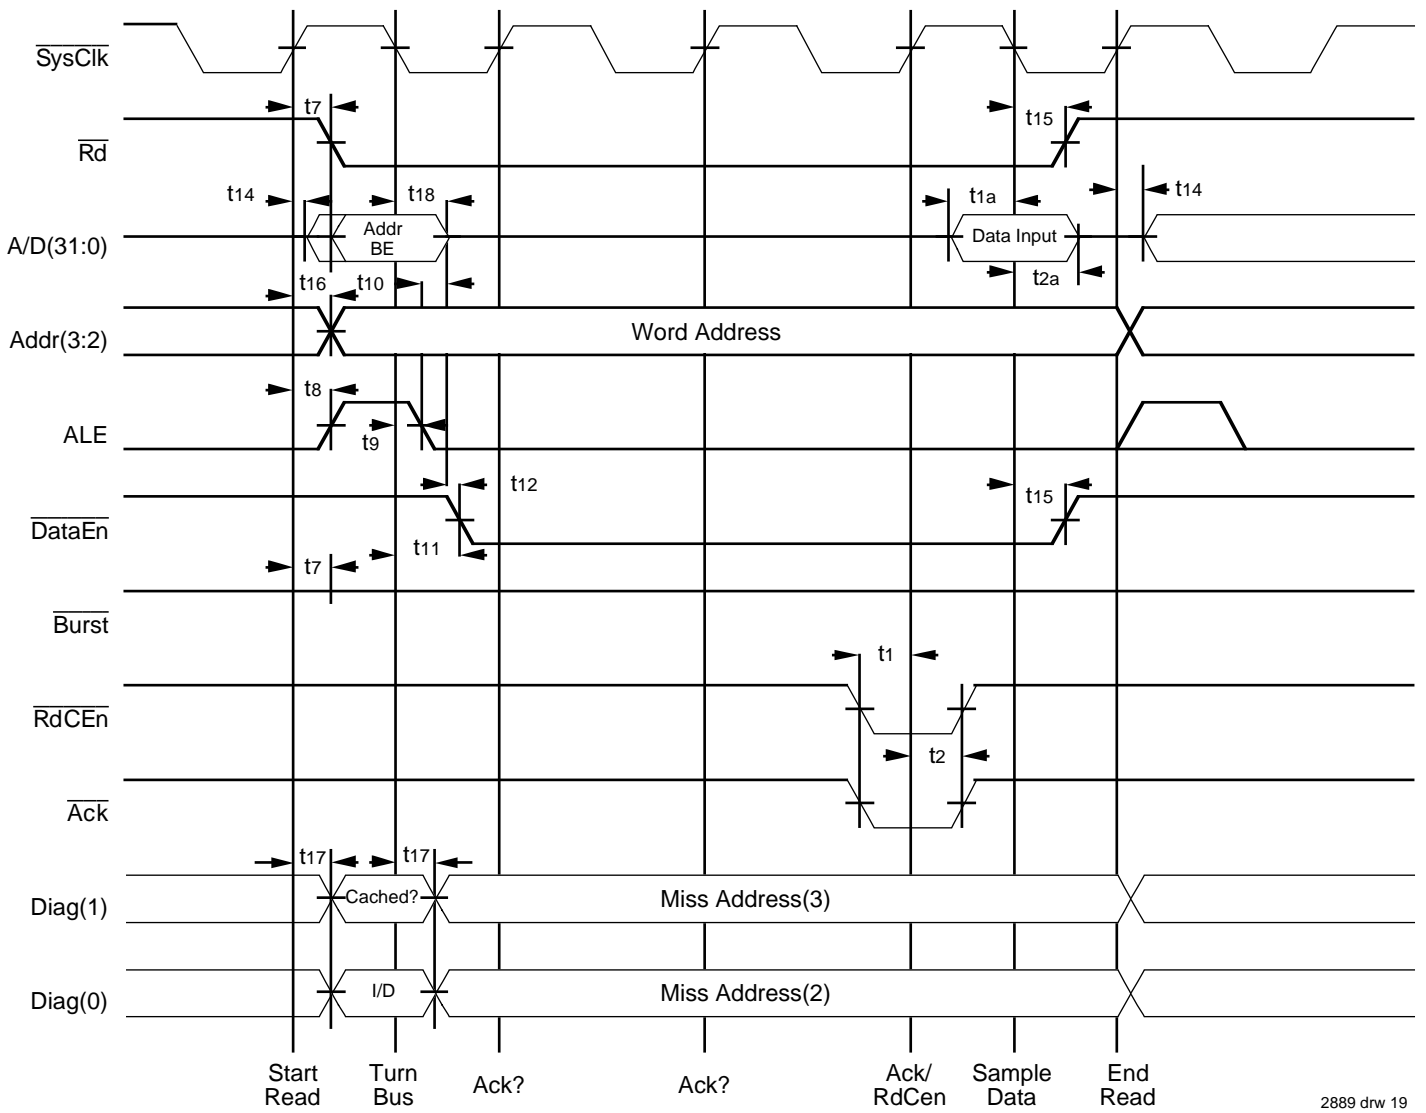 SysClk
t7
t15
Rd
t14
t18
t1a
t14
A/D(31:0)
Addr
BE
Data Input
t16
t10
t2a
Addr(3:2)
Word Address
t8
ALE
t9
t12
t15
DataEn
t11
t7
Burst
t1
RdCEn
t2
Ack
t17
t17
Diag(1)
Cached?
Miss Address(3)
Diag(0)
I/D
Miss Address(2)
Start
Read
Turn
Bus
Ack?
Ack?
Ack/
RdCen
Sample
Data
End
Read
2889 drw 19